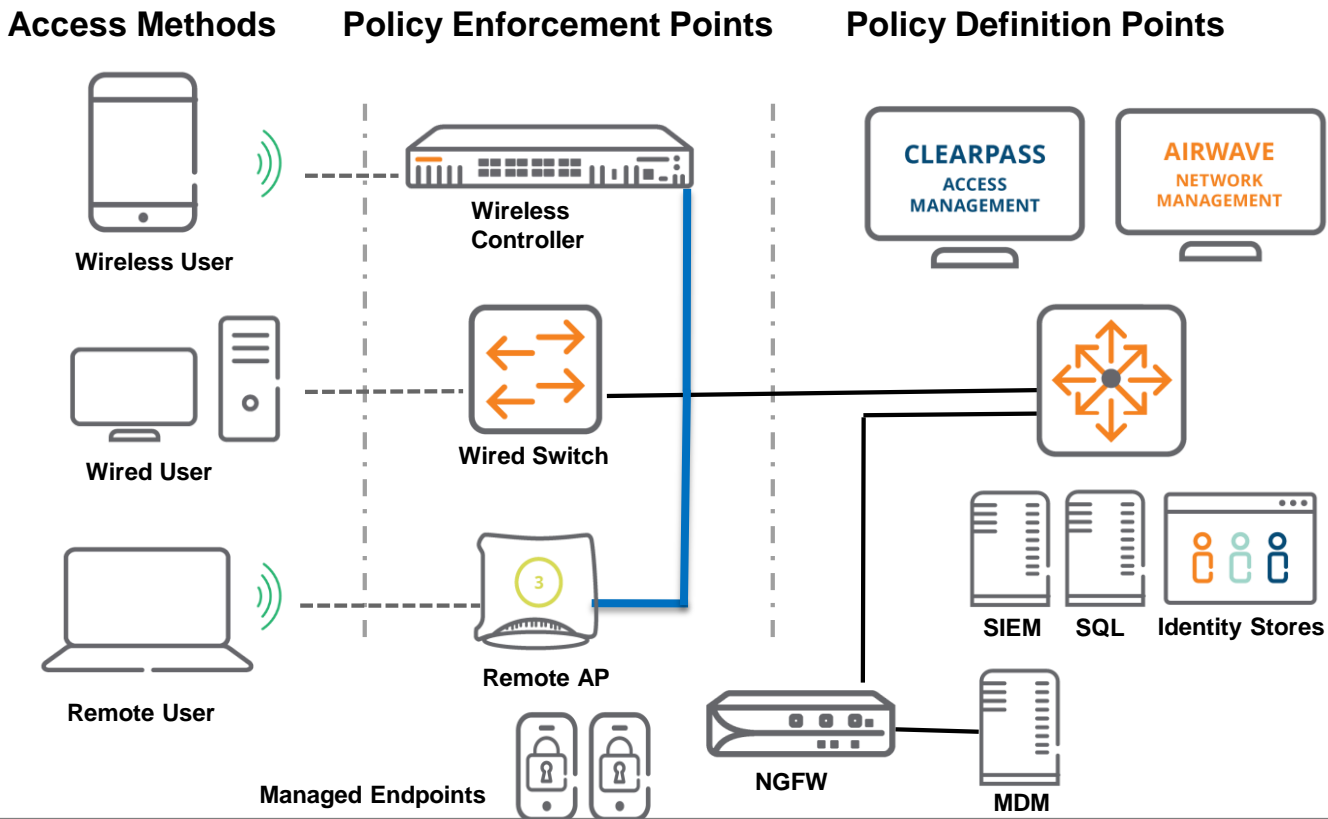 Access Methods
Policy Enforcement Points
Policy Definition Points
CLEARPASS
ACCESS
MANAGEMENT
AIRWAVE
NETWORK
MANAGEMENT
Wireless
Controller
Wireless User
Wired Switch
Wired User
3
SIEM
SQL
Identity Stores
Remote AP
Remote User
NGFW
Managed Endpoints
MDM